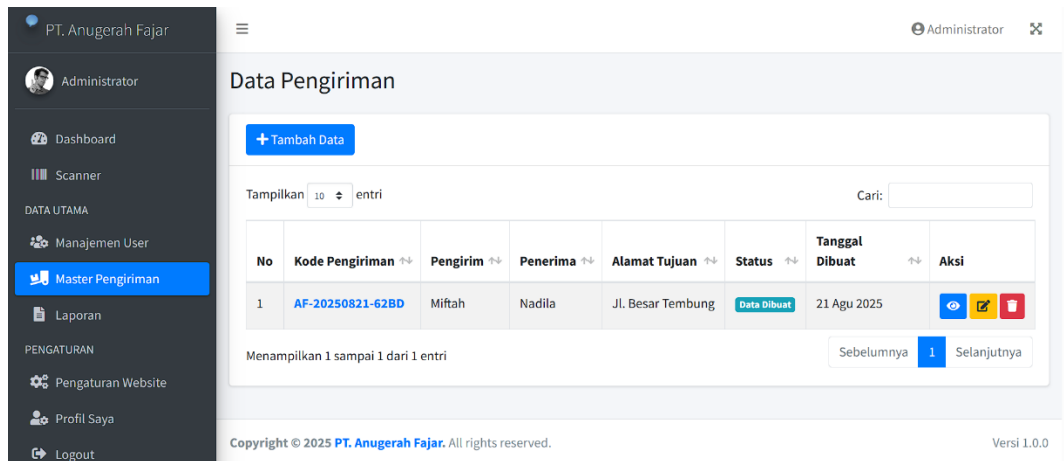 PT. Anugerah Fajar
Administrator
Administrator
Dashboard
Scanner
DATA UTAMA
Manajemen User
Master Pengiriman
Laporan
PENGATURAN
Pengaturan Website
Profil Saya
Logout
Data Pengiriman
Tambah Data
Tampilkan 10 entri Cari:
No Kode Pengiriman Pengirim Penerima Alamat Tujuan Status Tanggal Dibuat Aksi
1 AF-20250821-62BD Miftah Nadila Jl. Besar Tembung Data Dibuat 21 Agu 2025
Menampilkan 1 sampai 1 dari 1 entri Sebelumnya 1 Selanjutnya
Copyright © 2025 PT. Anugerah Fajar. All rights reserved. Versi 1.0.0